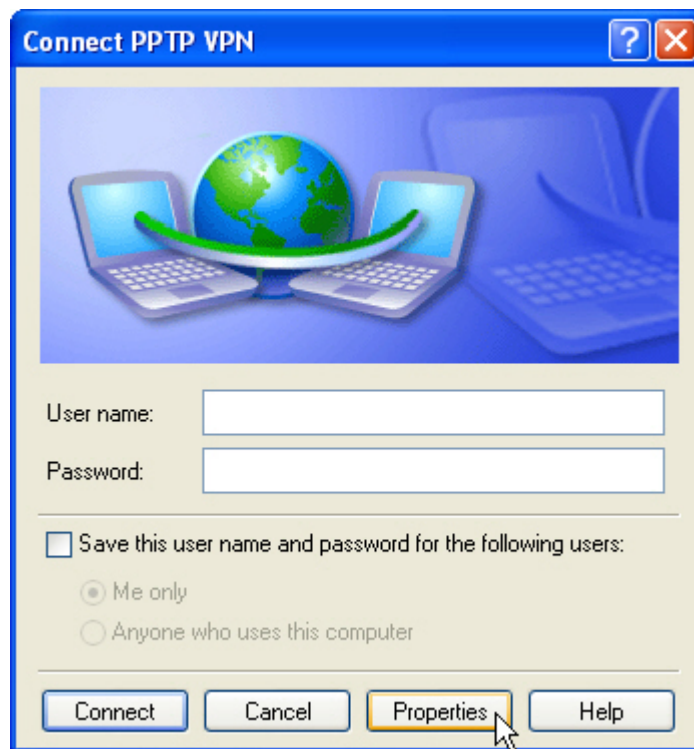 Connect PPTP VPN
User name:
Password:
Save this user name and password for the following users:
Me only
Anyone who uses this computer
Connect Cancel Properties Help